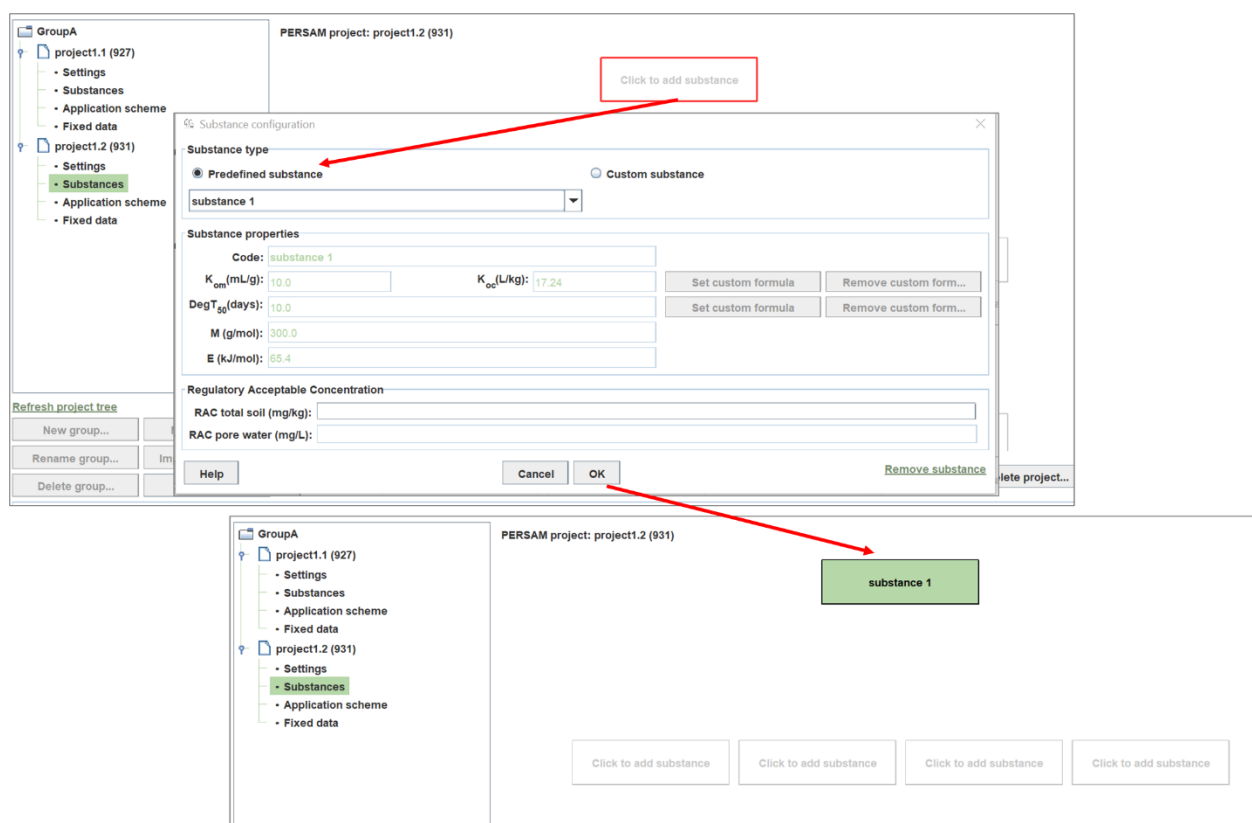 GroupA
project1.1 (927)
• Settings
• Substances
• Application scheme
• Fixed data
project1.2 (931)
• Settings
• Substances
• Application scheme
• Fixed data
Refresh project tree
New group...
Rename group...
Delete group...
PERSAM project: project1.2 (931)
Click to add substance
Substance configuration
Substance type
Predefined substance
Custom substance
substance 1
Substance properties
Code: substance 1
Kom(mL/g): 10.0 Koc(L/kg): 17.24 Set custom formula Remove custom form...
DegT50(days): 10.0 Set custom formula Remove custom form...
M (g/mol): 300.0
E (kJ/mol): 65.4
Regulatory Acceptable Concentration
RAC total soil (mg/kg):
RAC pore water (mg/L):
Help Cancel OK Remove substance
lete project...
GroupA
project1.1 (927)
• Settings
• Substances
• Application scheme
• Fixed data
project1.2 (931)
• Settings
• Substances
• Application scheme
• Fixed data
PERSAM project: project1.2 (931)
substance 1
Click to add substance Click to add substance Click to add substance Click to add substance